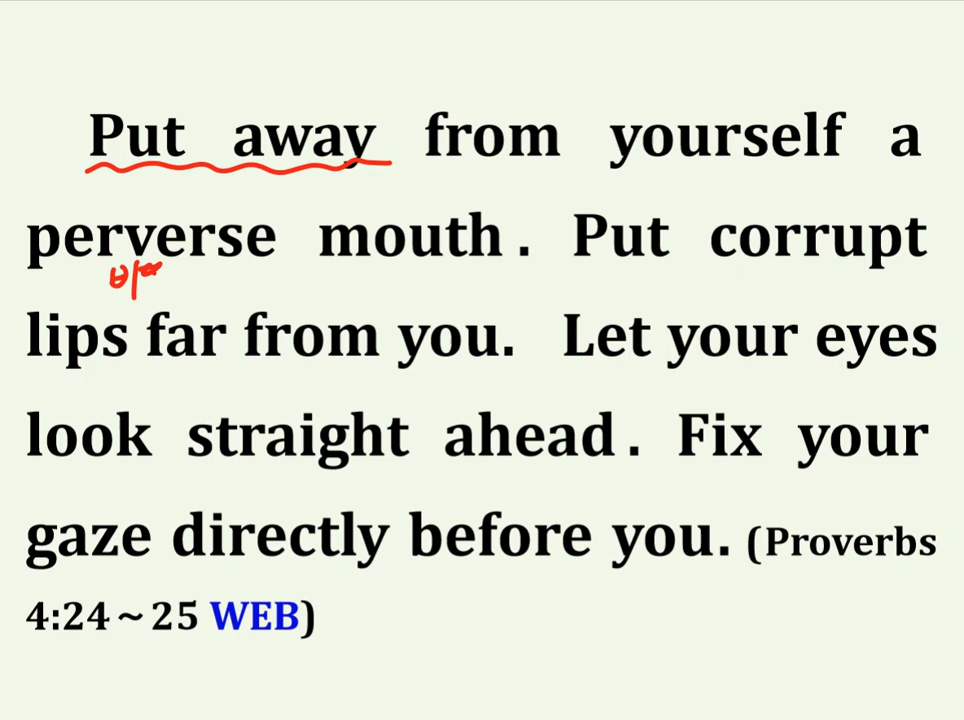 Put away from yourself a
perverse mouth. Put corrupt
lips far from you. Let your eyes
look straight ahead. Fix your
gaze directly before you. (Proverbs
4:24~25 WEB)